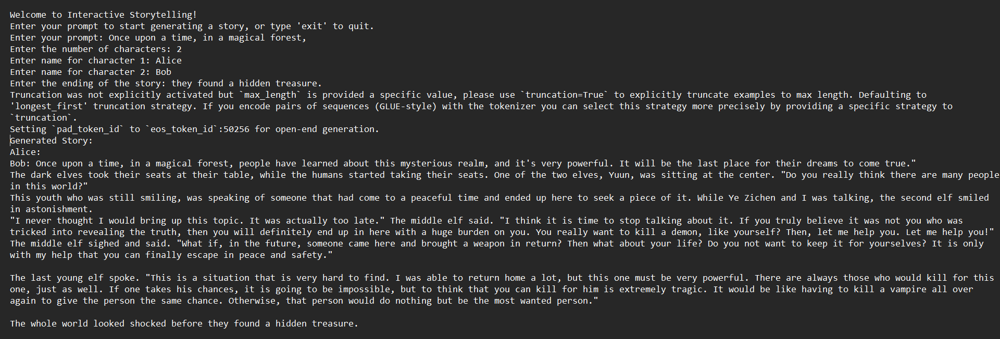 Welcome to Interactive Storytelling!
Enter your prompt to start generating a story, or type 'exit' to quit.
Enter your prompt: Once upon a time, in a magical forest,
Enter the number of characters: 2
Enter name for character 1: Alice
Enter name for character 2: Bob
Enter the ending of the story: they found a hidden treasure.
Truncation was not explicitly activated but `max_length` is provided a specific value, please use `truncation=True` to explicitly truncate examples to max length. Defaulting to
'longest_first' truncation strategy. If you encode pairs of sequences (GLUE-style) with the tokenizer you can select this strategy more precisely by providing a specific strategy to
`truncation`.
Setting `pad_token_id` to `eos_token_id`:50256 for open-end generation.
Generated Story:
Alice:
Bob: Once upon a time, in a magical forest, people have learned about this mysterious realm, and it's very powerful. It will be the last place for their dreams to come true."
The dark elves took their seats at their table, while the humans started taking their seats. One of the two elves, Yuun, was sitting at the center. "Do you really think there are many people
in this world?"
This youth who was still smiling, was speaking of someone that had come to a peaceful time and ended up here to seek a piece of it. While Ye Zichen and I was talking, the second elf smiled
in astonishment.
"I never thought I would bring up this topic. It was actually too late." The middle elf said. "I think it is time to stop talking about it. If you truly believe it was not you who was
tricked into revealing the truth, then you will definitely end up in here with a huge burden on you. You really want to kill a demon, like yourself? Then, let me help you. Let me help you!"
The middle elf sighed and said. "What if, in the future, someone came here and brought a weapon in return? Then what about your life? Do you not want to keep it for yourselves? It is only
with my help that you can finally escape in peace and safety."
The last young elf spoke. "This is a situation that is very hard to find. I was able to return home a lot, but this one must be very powerful. There are always those who would kill for this
one, just as well. If one takes his chances, it is going to be impossible, but to think that you can kill for him is extremely tragic. It would be like having to kill a vampire all over
again to give the person the same chance. Otherwise, that person would do nothing but be the most wanted person."
The whole world looked shocked before they found a hidden treasure.